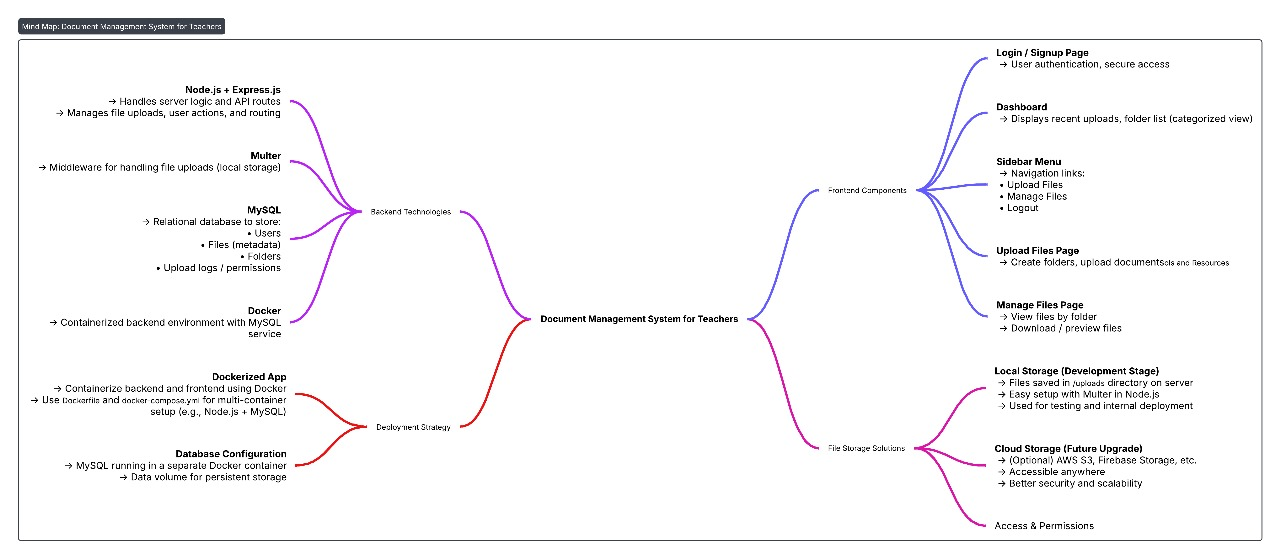 Mind Map: Document Management System for Teachers
Node.js + Express.js
→ Handles server logic and API routes
→ Manages file uploads, user actions, and routing
Multer
→ Middleware for handling file uploads (local storage)
MySQL
→ Relational database to store:
• Users
• Files (metadata)
• Folders
• Upload logs / permissions
Docker
→ Containerized backend environment with MySQL
service
Backend Technologies
Dockerized App
→ Containerize backend and frontend using Docker
→ Use Dockerfile and docker-compose.yml for multi-container
setup (e.g., Node.js + MySQL)
Database Configuration
→ MySQL running in a separate Docker container
→ Data volume for persistent storage
Deployment Strategy
Document Management System for Teachers
Frontend Components
Login / Signup Page
→ User authentication, secure access
Dashboard
→ Displays recent uploads, folder list (categorized view)
Sidebar Menu
→ Navigation links:
• Upload Files
• Manage Files
• Logout
Upload Files Page
→ Create folders, upload documentsols and Resources
Manage Files Page
→ View files by folder
→ Download / preview files
File Storage Solutions
Local Storage (Development Stage)
→ Files saved in /uploads directory on server
→ Easy setup with Multer in Node.js
→ Used for testing and internal deployment
Cloud Storage (Future Upgrade)
→ (Optional) AWS S3, Firebase Storage, etc.
→ Accessible anywhere
→ Better security and scalability
Access & Permissions